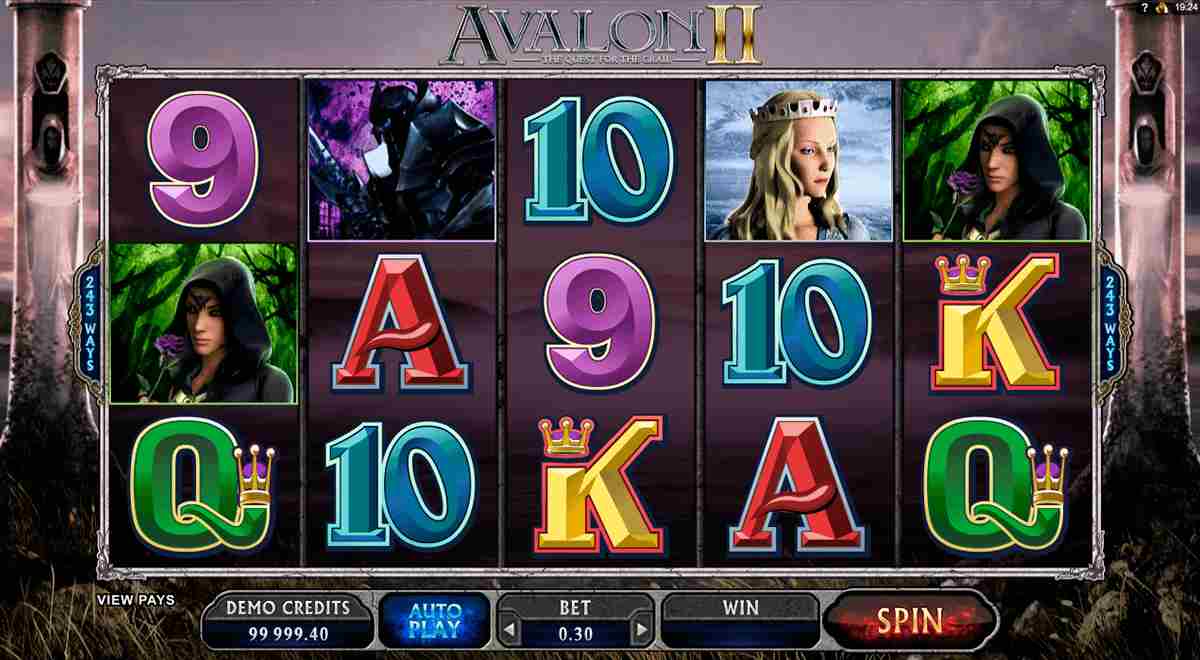 ? 19:24
AVALON II
THE QUEST FOR THE GRAIL
9 10
243 WAYS
A 9 10 K
243 WAYS
Q 10 K A Q
VIEW PAYS
DEMO CREDITS
99 999.40
AUTO
PLAY
BET
0.30
WIN
SPIN